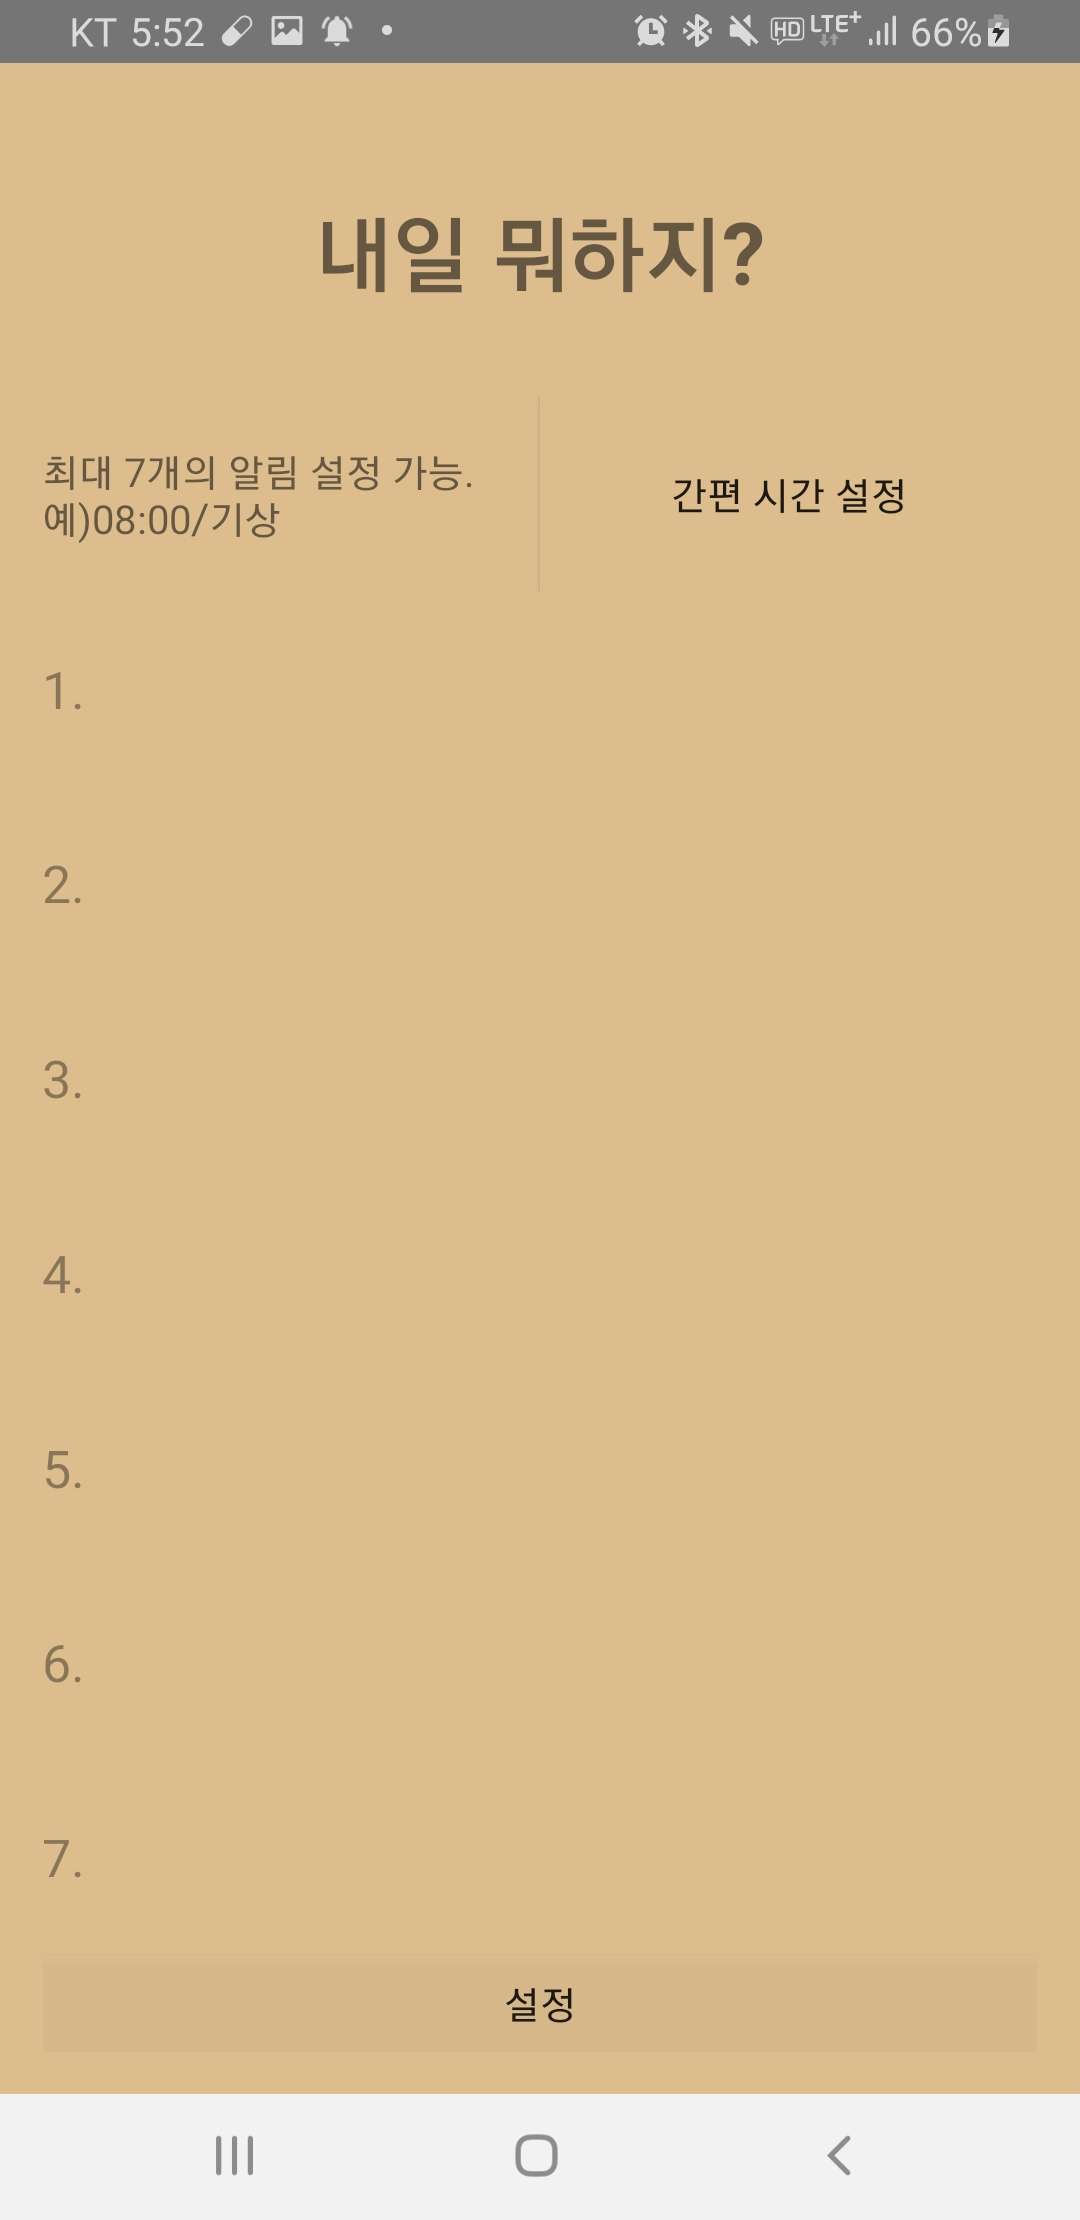 KT 5:52
HD LTE+ 66%
내일 뭐하지?
최대 7개의 알림 설정 가능.
예)08:00/기상
간편 시간 설정
1.
2.
3.
4.
5.
6.
7.
설정